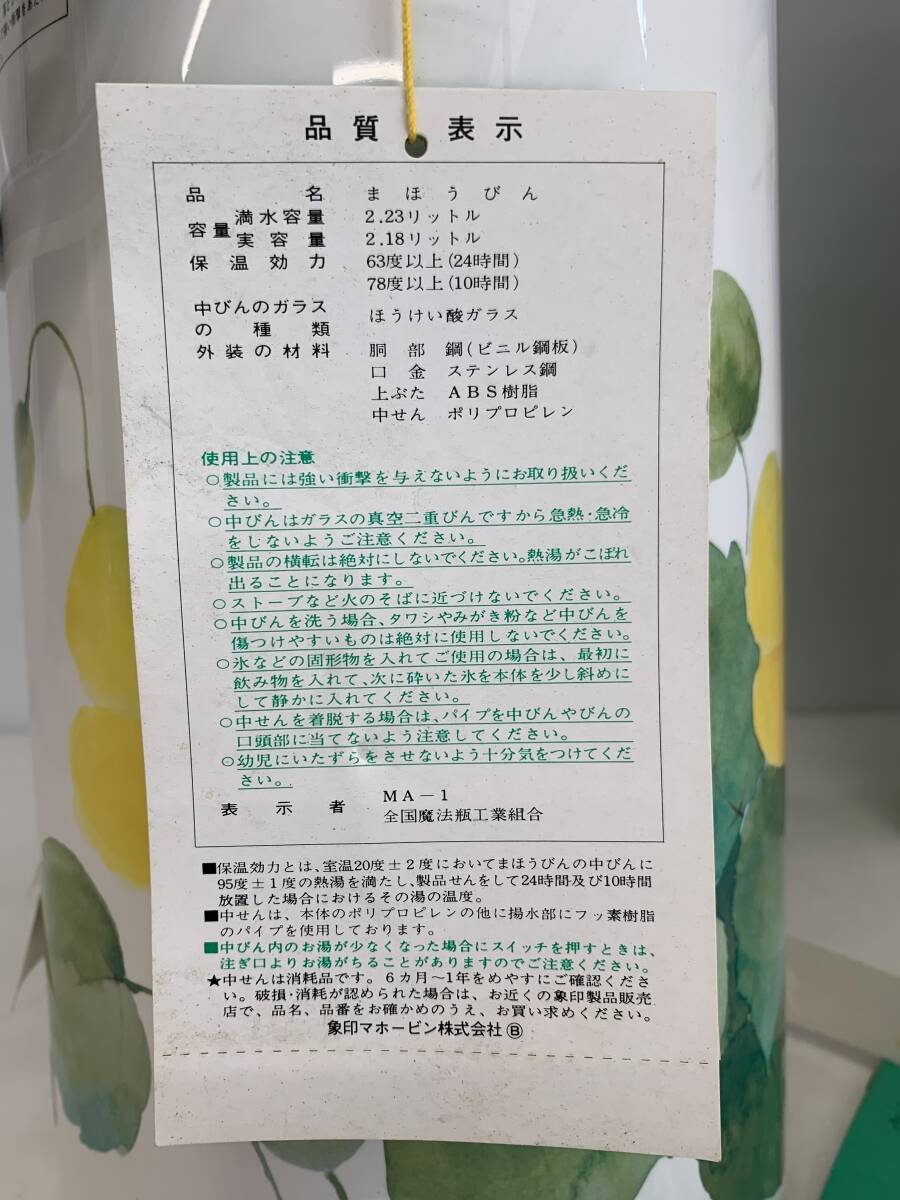 品質表示
品名 まほうびん
容量 満水容量 2.23リットル
実容量 2.18リットル
保温効力 63度以上(24時間)
78度以上(10時間)
中びんのガラス
の種類 ほうけい酸ガラス
外装の材料 胴部 鋼(ビニル鋼板)
口金 ステンレス鋼
上ぶた ABS樹脂
中せん ポリプロピレン
使用上の注意
○製品には強い衝撃を与えないようにお取り扱いくだ
さい。
○中びんはガラスの真空二重びんですから急熱・急冷
をしないようご注意ください。
○製品の横転は絶対にしないでください。熱湯がこぼれ
出ることになります。
○ストーブなど火のそばに近づけないでください。
○中びんを洗う場合、タワシやみがき粉など中びんを
傷つけやすいものは絶対に使用しないでください。
○氷などの固形物を入れてご使用の場合は、最初に
飲み物を入れて、次に砕いた氷を本体を少し斜めに
して静かに入れてください。
○中せんを着脱する場合は、パイプを中びんやびんの
口頭部に当てないよう注意してください。
○幼児にいたずらをさせないよう十分気をつけてくだ
さい。
表示者 MA-1
全国魔法瓶工業組合
■保温効力とは、室温20度±2度においてまほうびんの中びんに
95度±1度の熱湯を満たし、製品せんをして24時間及び10時間
放置した場合におけるその湯の温度。
■中せんは、本体のポリプロピレンの他に揚水部にフッ素樹脂
のパイプを使用しております。
■中びん内のお湯が少なくなった場合にスイッチを押すときは、
注ぎ口よりお湯がちることがありますのでご注意ください。
★中せんは消耗品です。6カ月～1年をめやすにご確認くださ
い。破損・消耗が認められた場合は、お近くの象印製品販売
店で、品名、品番をお確かめのうえ、お買い求めください。
象印マホービン株式会社Ⓑ